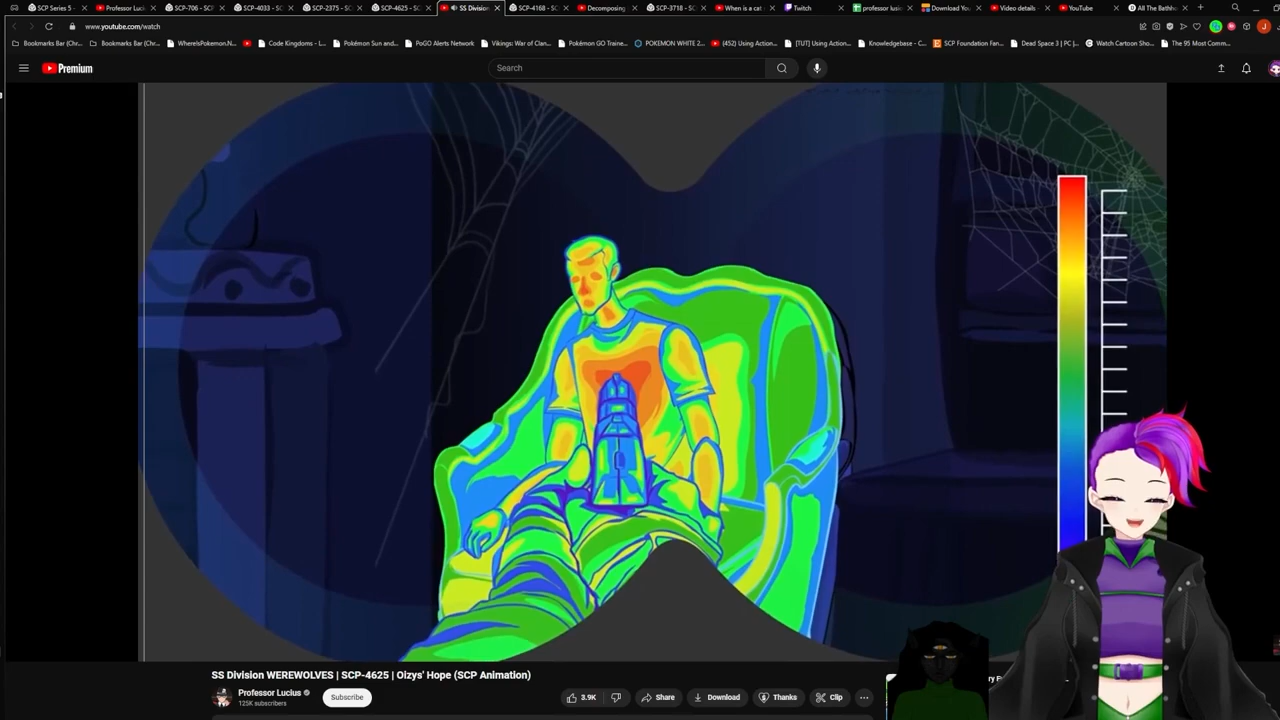 SCP Series 5
Professor Luci
SCP-706 -
SCP-4033 -
SCP-2375 -
SCP-4625 -
SS Division
SCP-4168 -
Decomposing
SCP-3718 -
When is a cat
Twitch
professor lusi
Download You
Video details
YouTube
All The Batthe
www.youtube.com/watch
Bookmarks Bar (Chr...
Bookmarks Bar (Chr...
WhereIsPokemon.N...
Code Kingdoms - l...
Pokémon Sun and...
PoGO Alerts Network
Vikings: War of Clan...
Pokémon GO Traine...
POKEMON WHITE 2...
(452) Using Action...
[TUT] Using Action...
Knowledgebase - C...
SCP Foundation Fan...
Dead Space 3 | PC |...
Watch Cartoon Sho...
The 95 Most Comm...
Premium
Search
SS Division WEREWOLVES | SCP-4625 | Oizys' Hope (SCP Animation)
Professor Lucius
125K subscribers
Subscribe
3.9K
Share
Download
Thanks
Clip